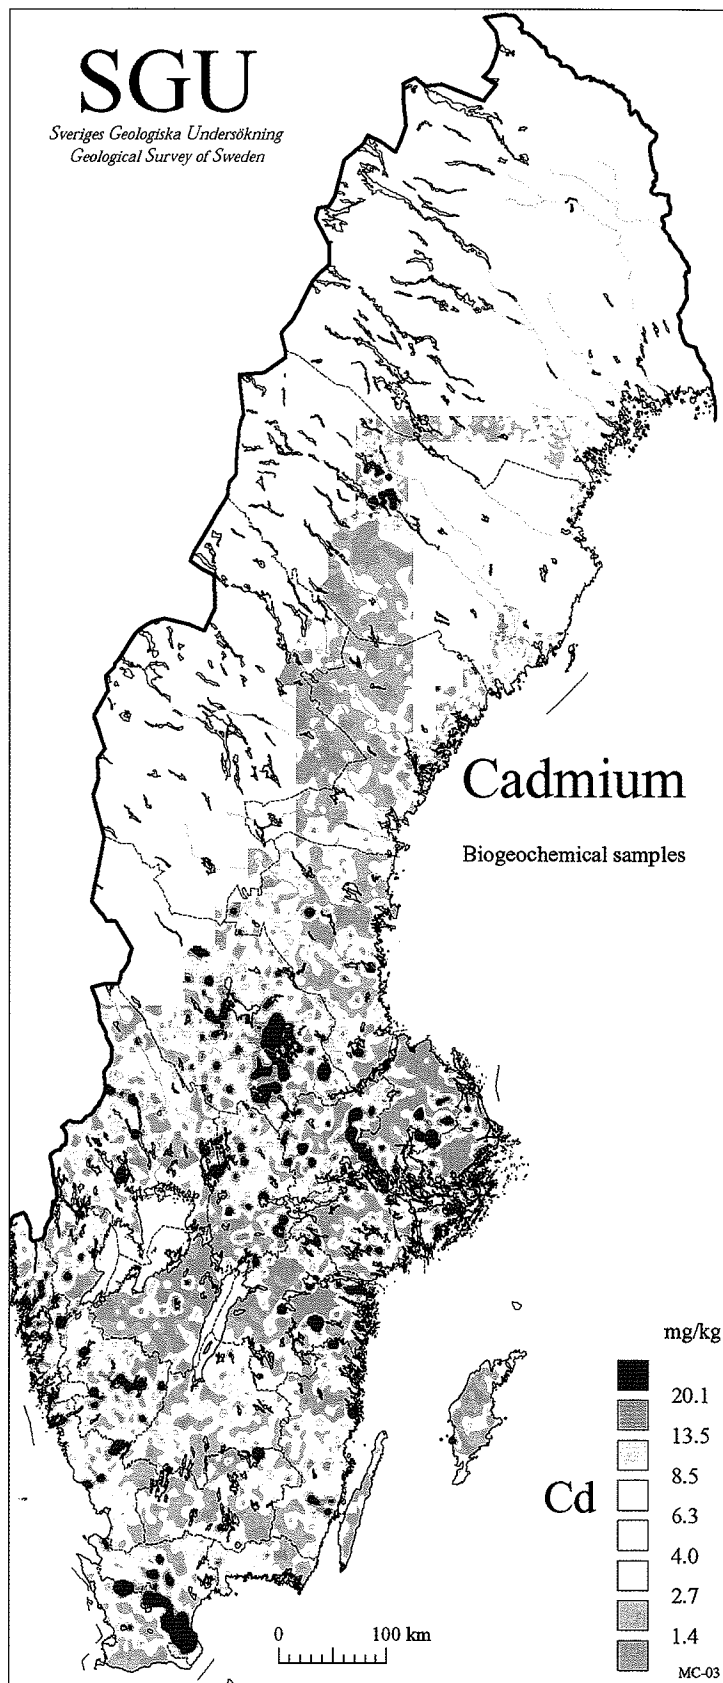 SGU
Sveriges Geologiska Undersökning
Geological Survey of Sweden
Cadmium
Biogeochemical samples
mg/kg
20.1
13.5
8.5
Cd
6.3
4.0
2.7
1.4
0 100 km
MC-03